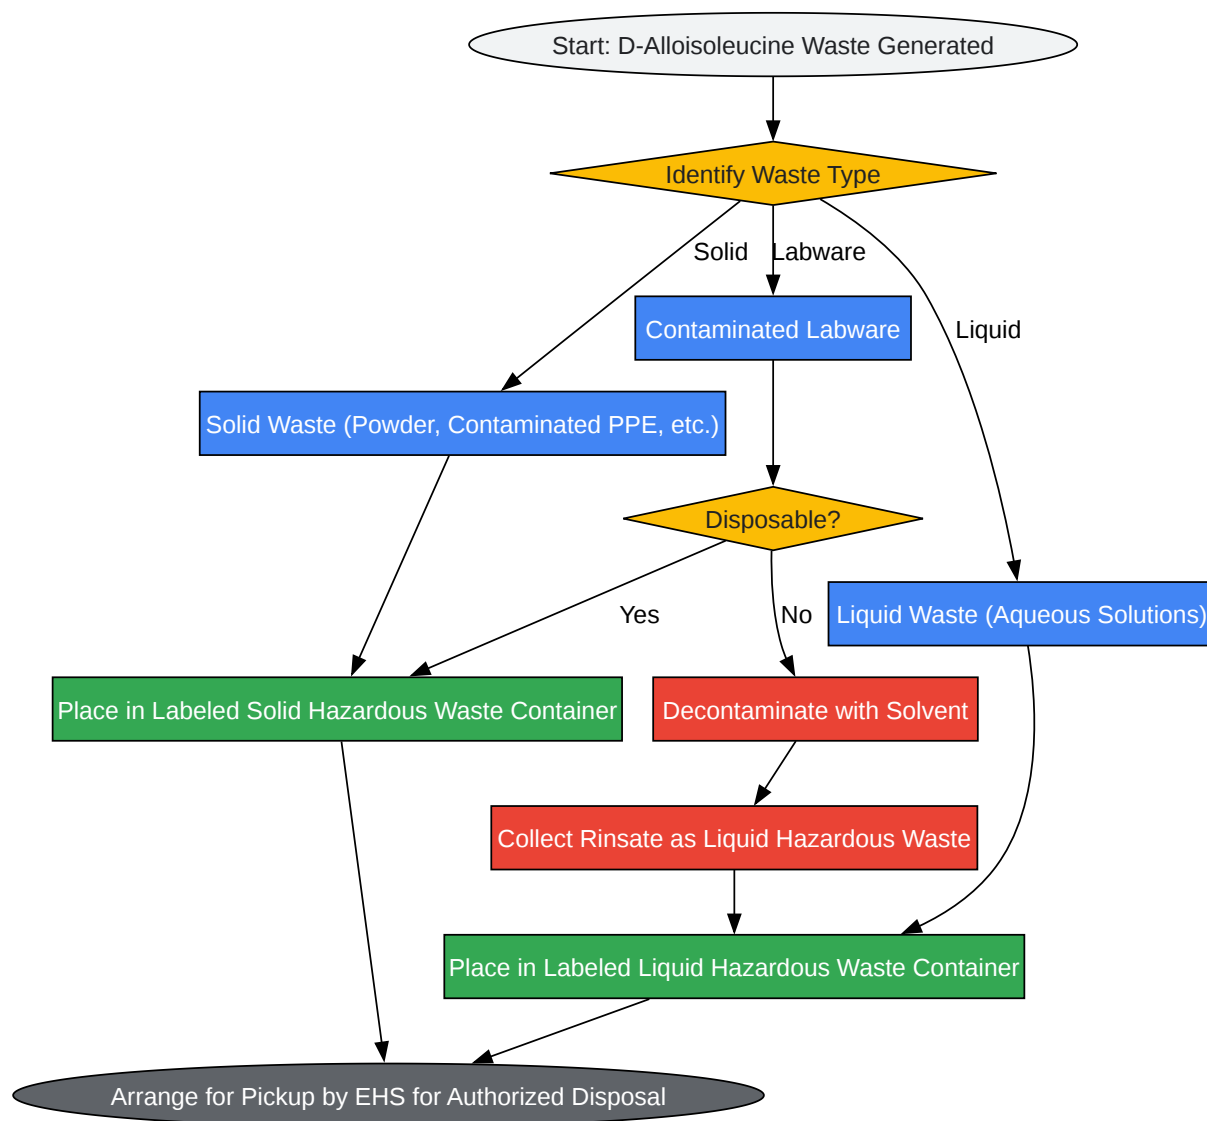 Start: D-Alloisoleucine Waste Generated
Identify Waste Type
Solid
Labware
Contaminated Labware
Liquid
Solid Waste (Powder, Contaminated PPE, etc.)
Disposable?
Yes
No
Liquid Waste (Aqueous Solutions)
Place in Labeled Solid Hazardous Waste Container
Decontaminate with Solvent
Collect Rinsate as Liquid Hazardous Waste
Place in Labeled Liquid Hazardous Waste Container
Arrange for Pickup by EHS for Authorized Disposal